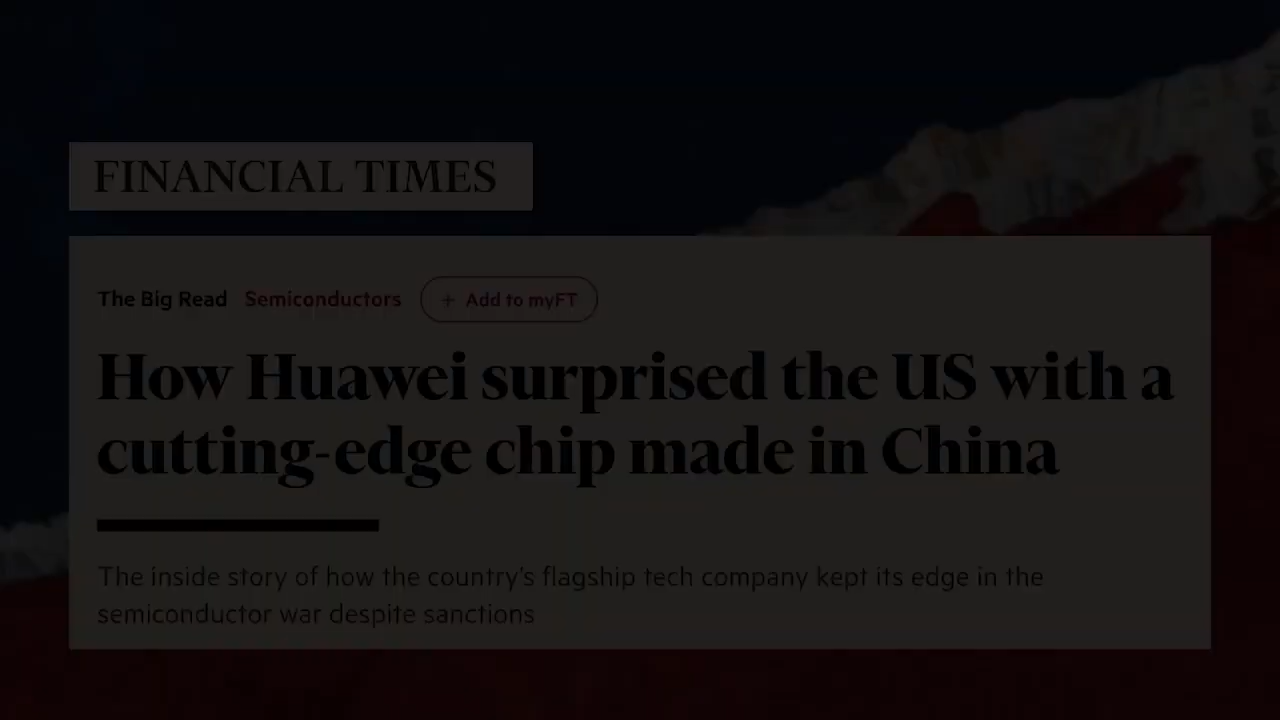 FINANCIAL TIMES
The Big Read Semiconductors + Add to myFT
How Huawei surprised the US with a
cutting-edge chip made in China
The inside story of how the country's flagship tech company kept its edge in the
semiconductor war despite sanctions